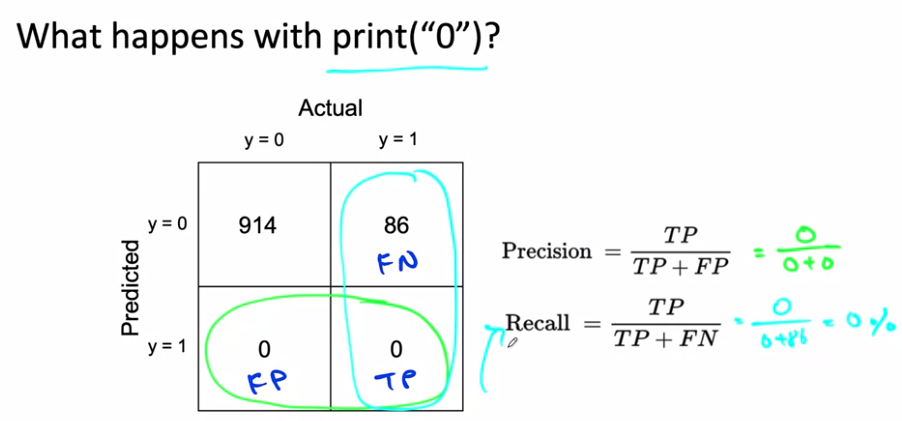 What happens with print(“0”)?
Actual
y = 0 y = 1
Predicted
y = 0 914 86
FN
Precision = TP / TP + FP = 0 / 0+0
Recall = TP / TP + FN = 0 / 0+86 = 0%
y = 1 0 0
FP TP